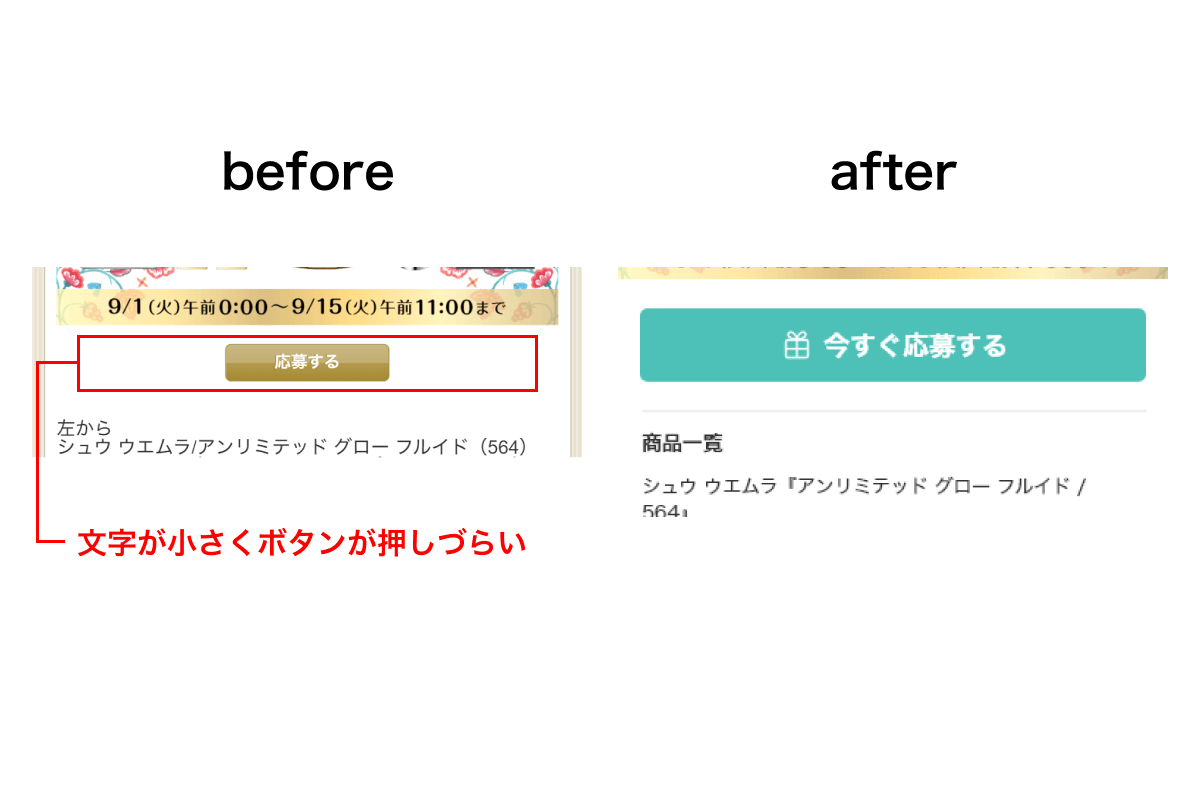 before
9/1(火)午前0:00〜9/15(火)午前11:00まで
応募する
左から
シュウ ウエムラ/アンリミテッド グロー フルイド（564）
文字が小さくボタンが押しづらい
after
今すぐ応募する
商品一覧
シュウ ウエムラ『アンリミテッド グロー フルイド /
564』